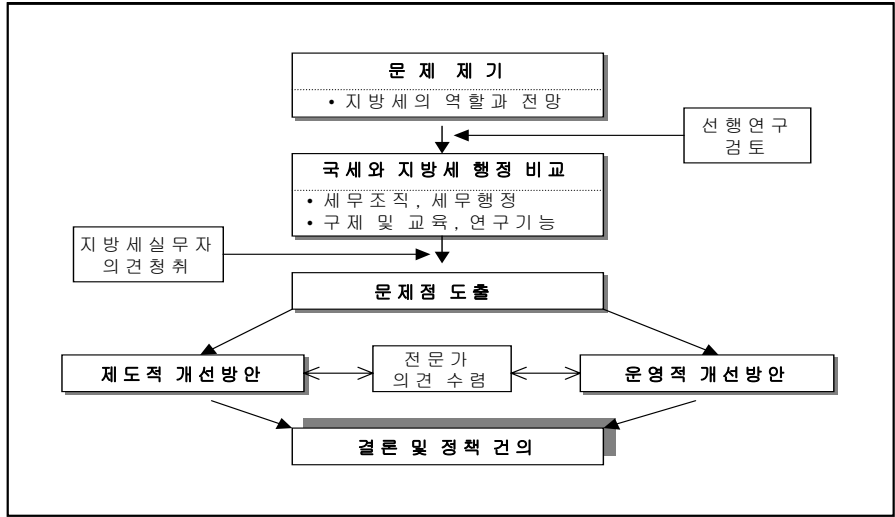 문 제 제 기
• 지방세의 역할과 전망
선행연구
검토
국세와 지방세 행정 비교
• 세무조직, 세무행정
• 구제 및 교육, 연구기능
지방세실무자
의견청취
문제점 도출
제도적 개선방안
전문가
의견 수렴
운영적 개선방안
결론 및 정책 건의